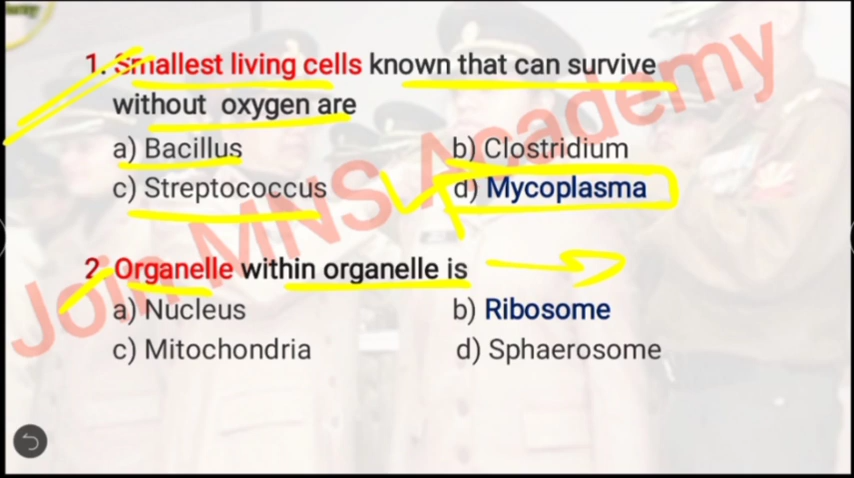 1. Smallest living cells known that can survive
without oxygen are
a) Bacillus b) Clostridium
c) Streptococcus d) Mycoplasma
2. Organelle within organelle is
a) Nucleus b) Ribosome
c) Mitochondria d) Sphaerosome
Join MNS Academy